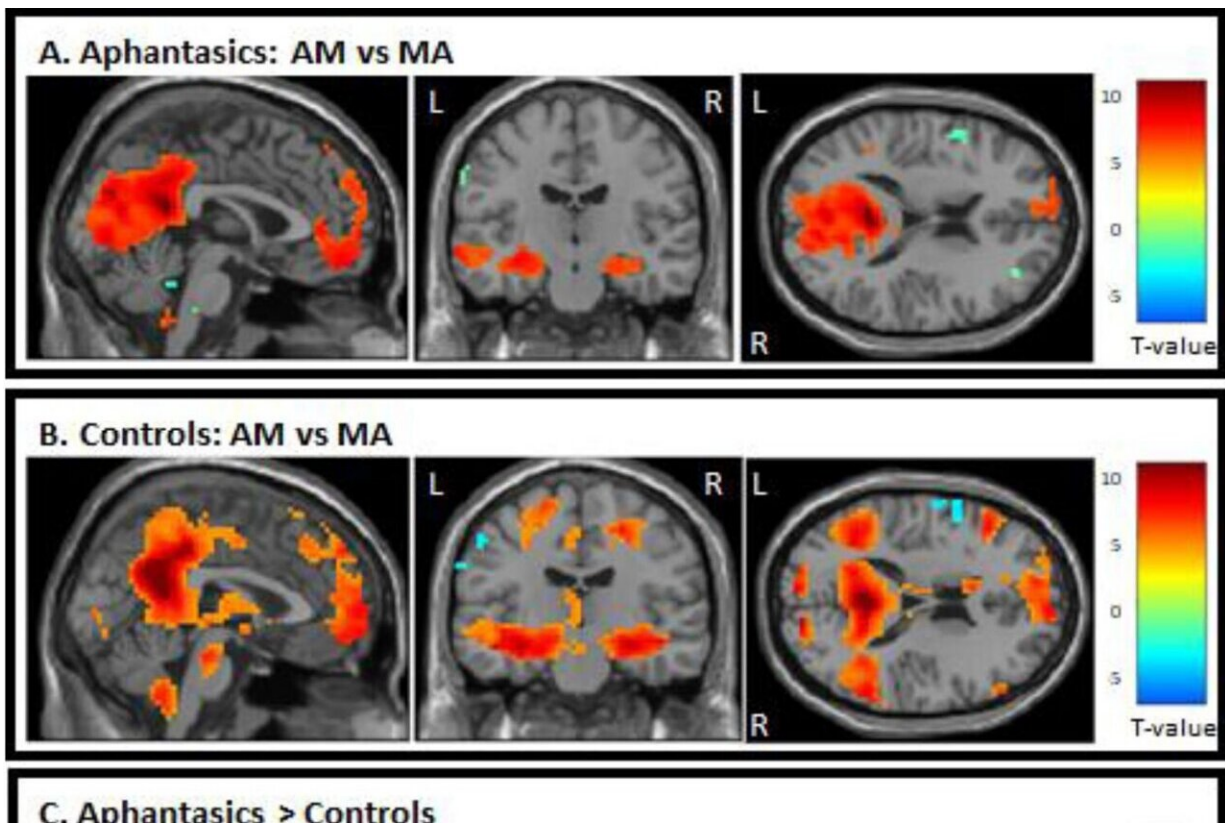 A. Aphantasics: AM vs MA
L R L
R
10
5
0
5
T-value
B. Controls: AM vs MA
L R L
R
10
5
0
5
T-value
C. Aphantasics > Controls